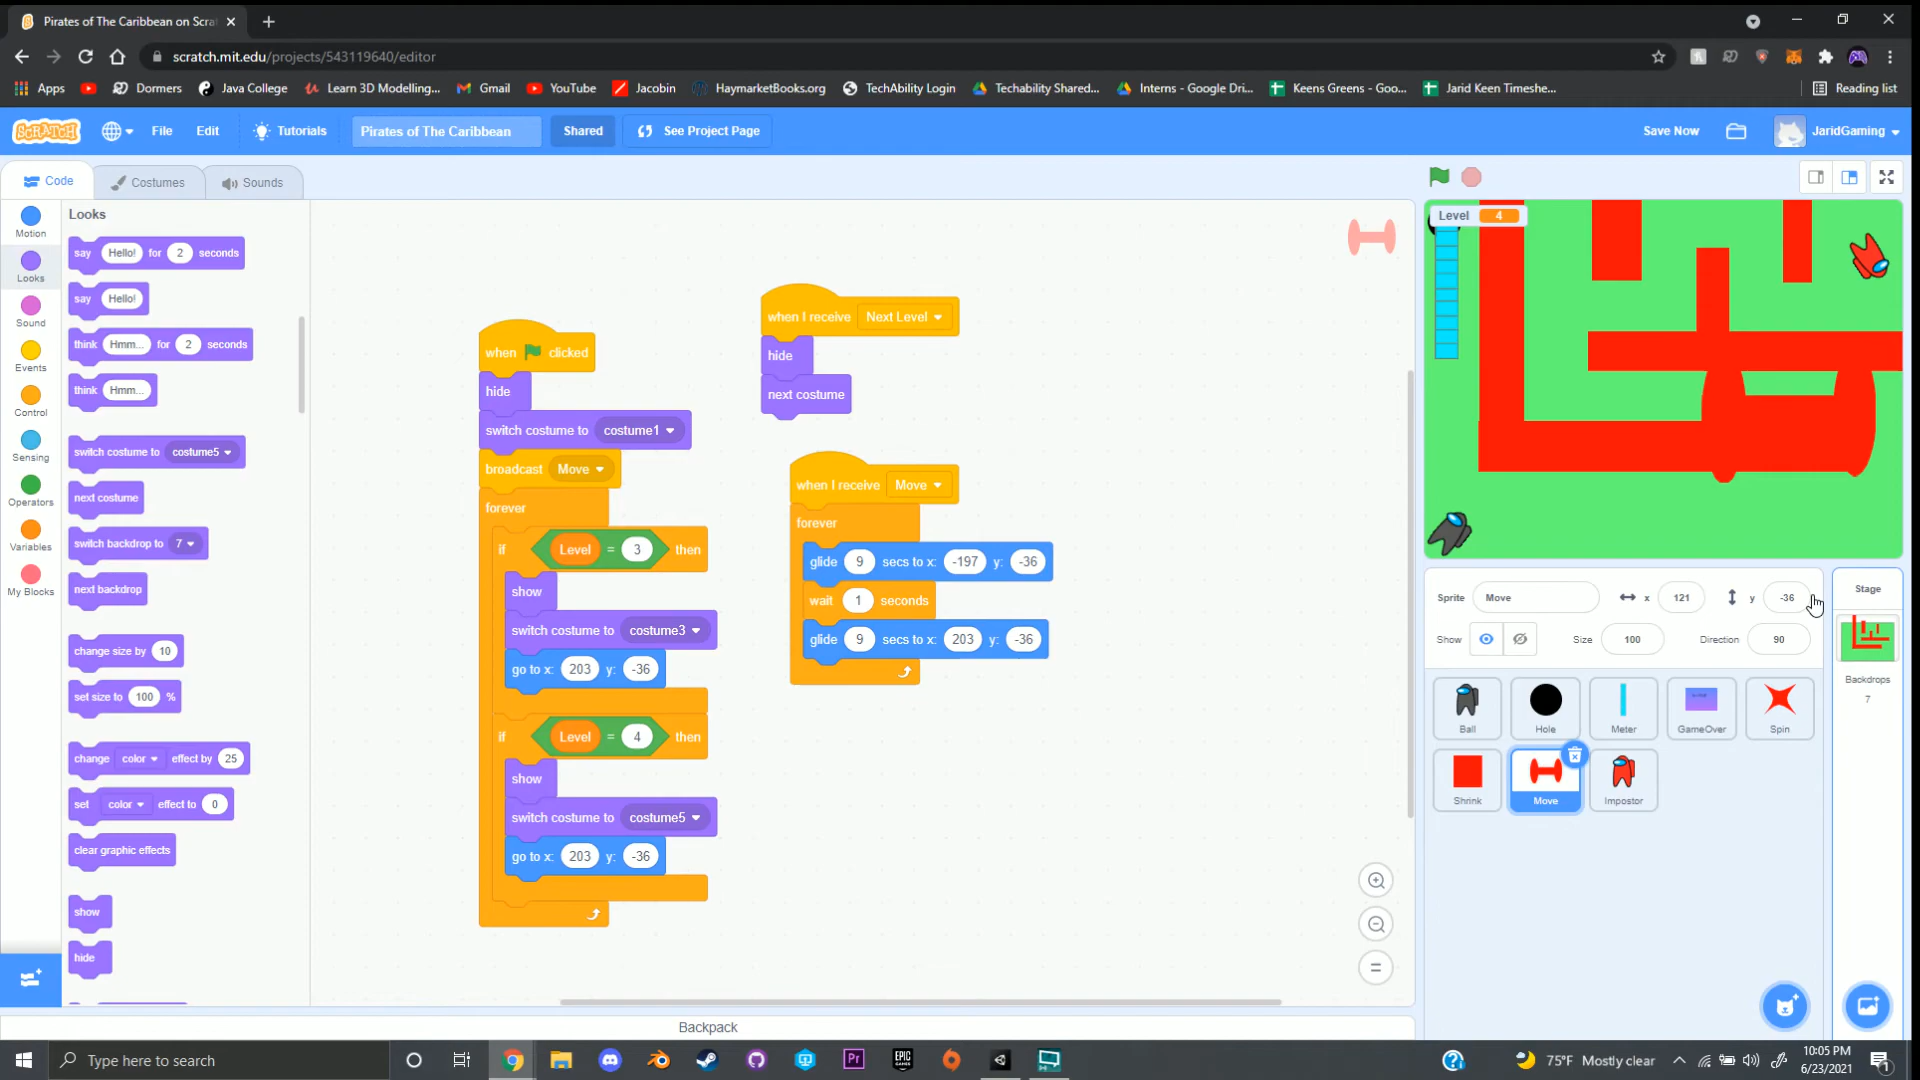 Pirates of The Caribbean on Scra
scratch.mit.edu/projects/543119640/editor
Apps
Dormers
Java College
Learn 3D Modelling...
Gmail
YouTube
Jacobin
HaymarketBooks.org
TechAbility Login
Techability Shared...
Interns - Google Dri...
Keens Greens - Goo...
Jarid Keen Timeshe...
Reading list
SCRATCH
File
Edit
Tutorials
Pirates of The Caribbean
Shared
See Project Page
Save Now
JaridGaming
Code
Costumes
Sounds
Motion
Looks
Sound
Events
Control
Sensing
Operators
Variables
My Blocks
Looks
say Hello! for 2 seconds
say Hello!
think Hmm... for 2 seconds
think Hmm...
switch costume to costume5
next costume
switch backdrop to 7
next backdrop
change size by 10
set size to 100 %
change color effect by 25
set color effect to 0
clear graphic effects
show
hide
when clicked
hide
switch costume to costume1
broadcast Move
forever
if Level = 3 then
show
switch costume to costume3
go to x: 203 y: -36
if Level = 4 then
show
switch costume to costume5
go to x: 203 y: -36
when I receive Next Level
hide
next costume
when I receive Move
forever
glide 9 secs to x: -197 y: -36
wait 1 seconds
glide 9 secs to x: 203 y: -36
Level 4
Sprite Move x 121 y -36
Show Size 100 Direction 90
Ball
Hole
Meter
GameOver
Spin
Shrink
Move
Impostor
Stage
Backdrops
7
Backpack
Type here to search
Pr
EPIC
GAMES
75°F Mostly clear
10:05 PM
6/23/2021
1